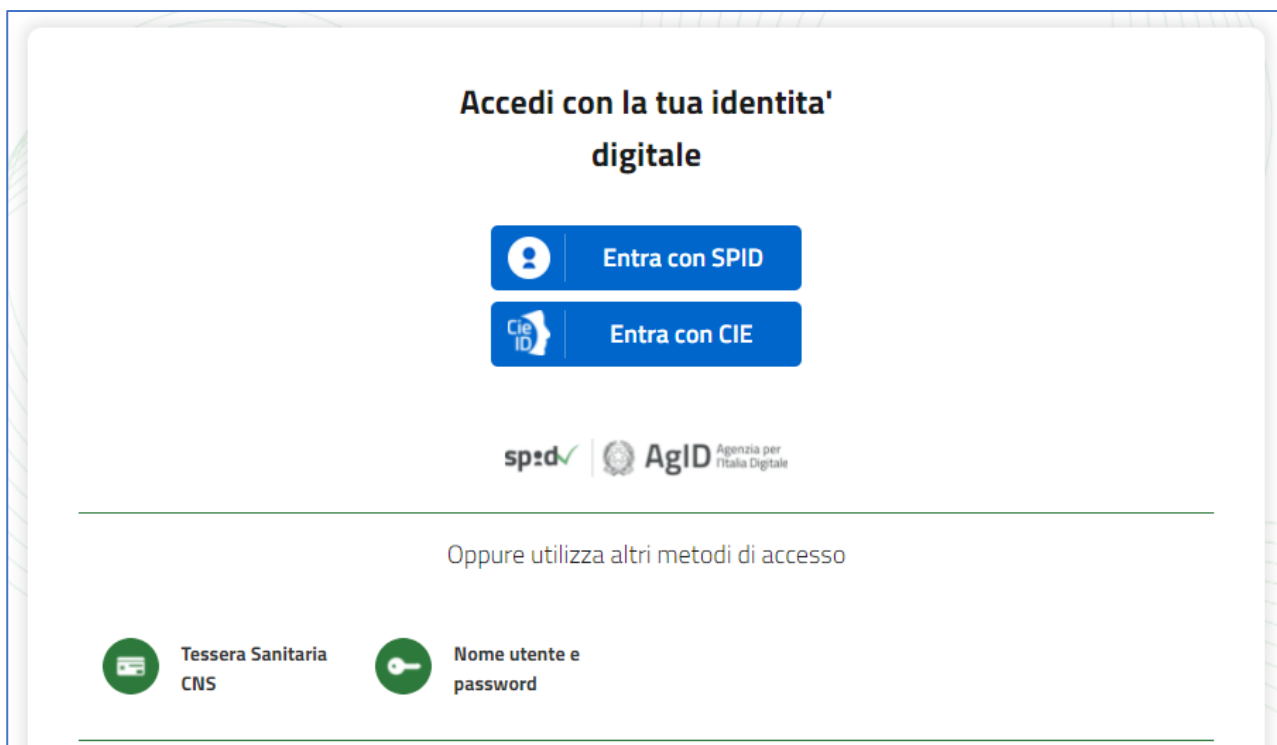 Accedi con la tua identita'
digitale
Entra con SPID
Cie
ID
Entra con CIE
spid
AgID
Agenzia per
l'Italia Digitale
Oppure utilizza altri metodi di accesso
Tessera Sanitaria
CNS
Nome utente e
password